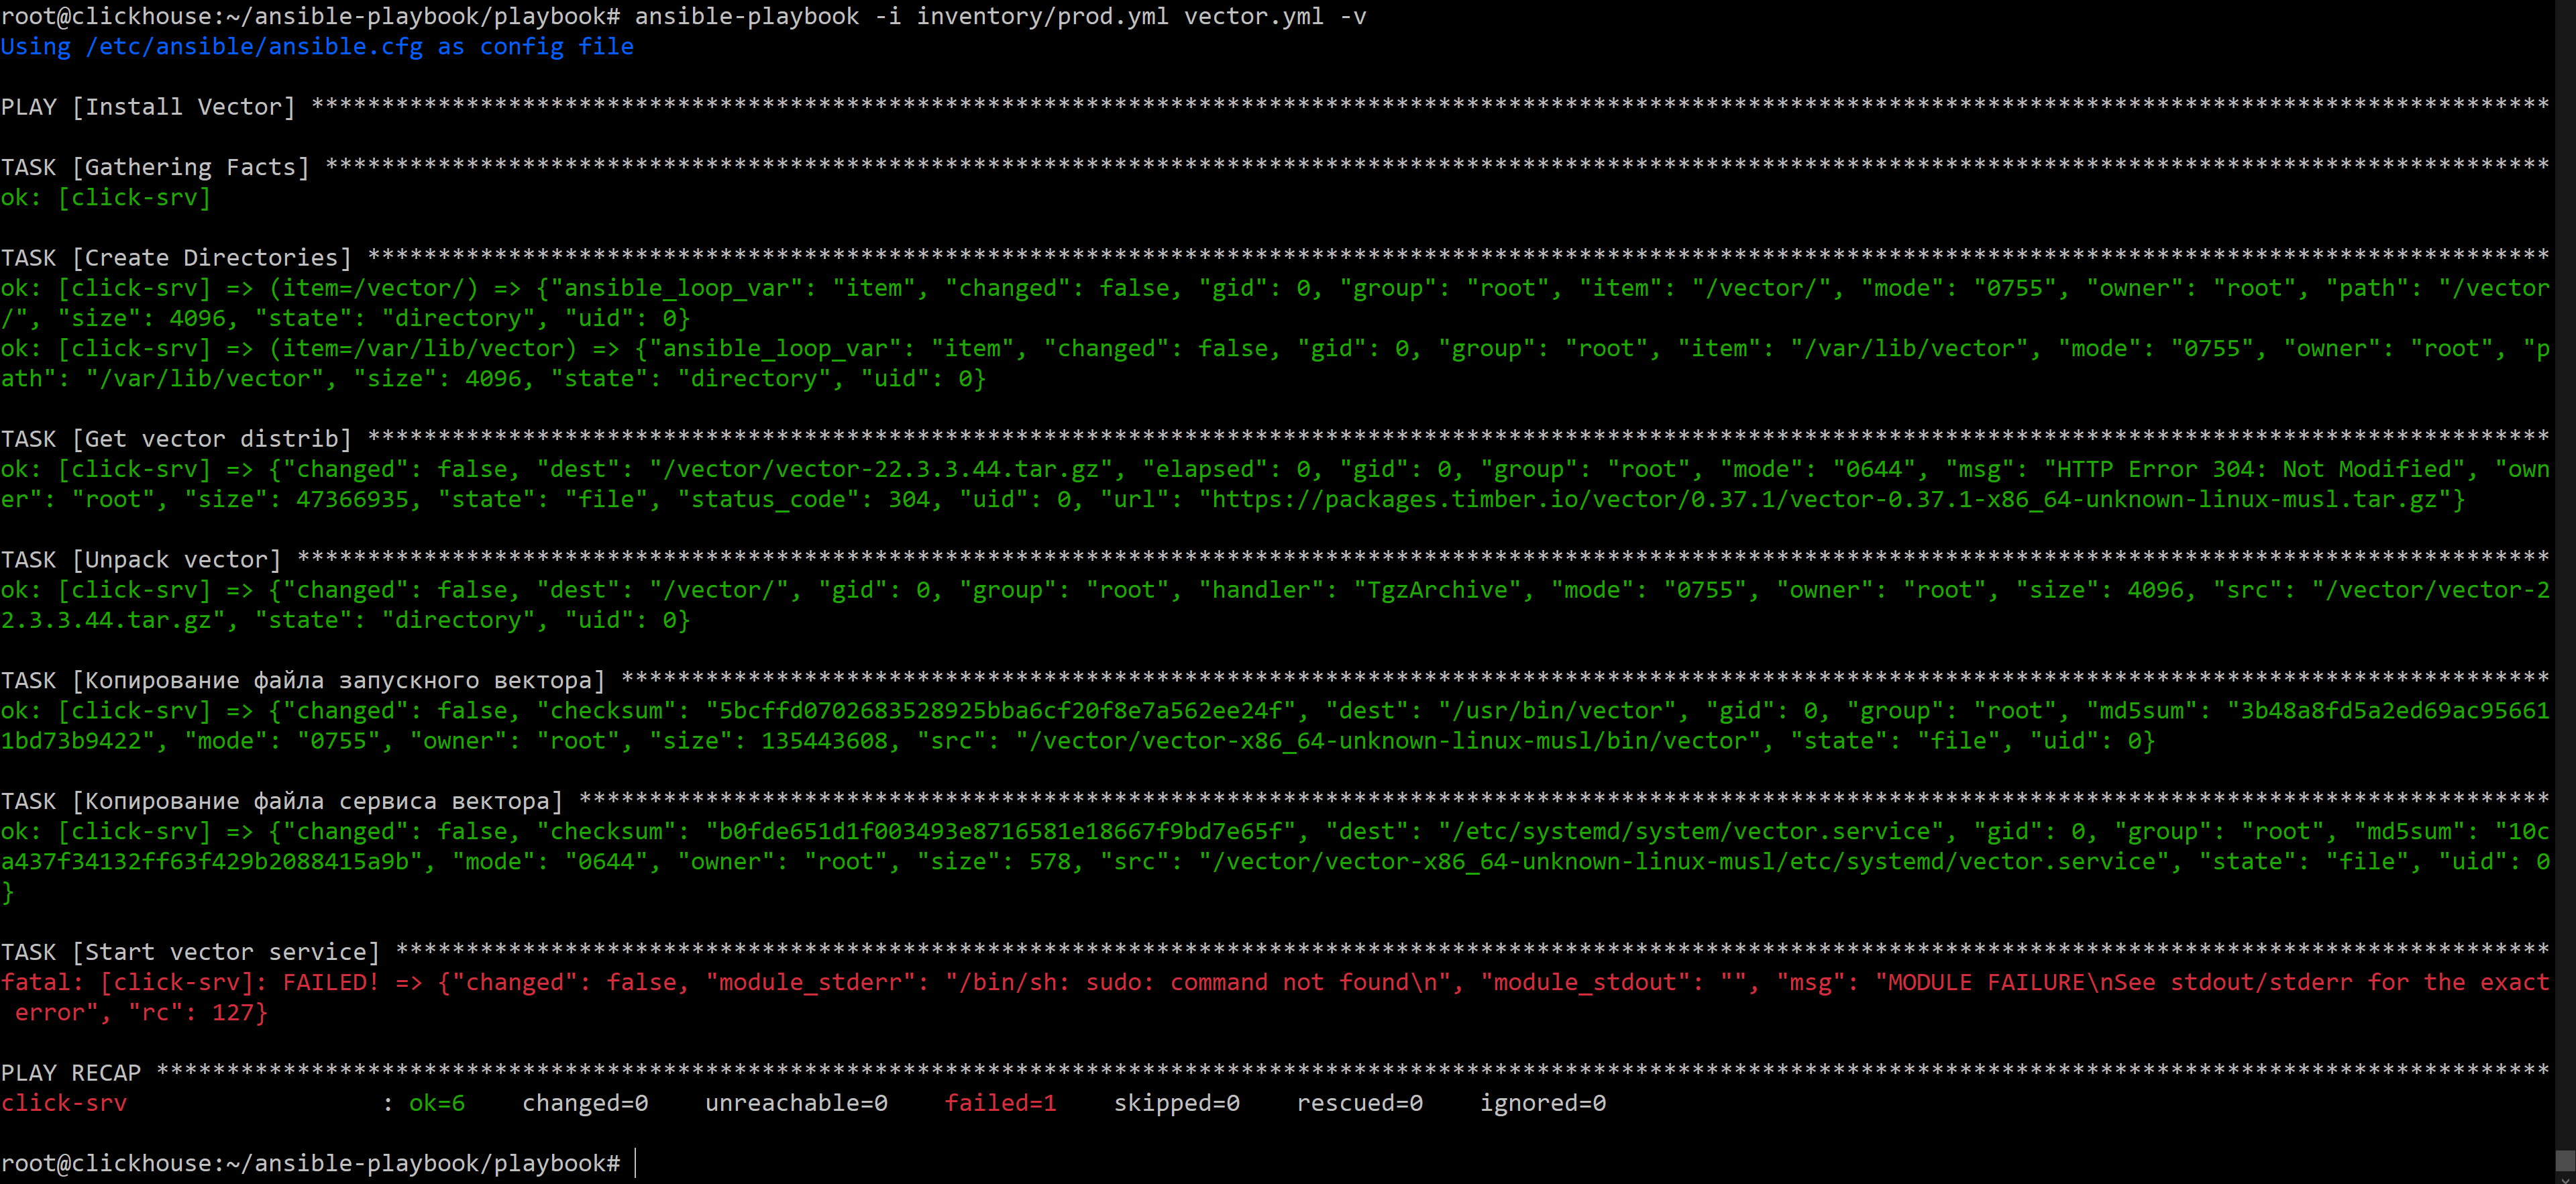 root@clickhouse:~/ansible-playbook/playbook# ansible-playbook -i inventory/prod.yml vector.yml -v
Using /etc/ansible/ansible.cfg as config file
PLAY [Install Vector] ****************************************************************************************************************************************************************
TASK [Gathering Facts] ***************************************************************************************************************************************************************
ok: [click-srv]
TASK [Create Directories] ************************************************************************************************************************************************************
ok: [click-srv] => (item=/vector/) => {"ansible_loop_var": "item", "changed": false, "gid": 0, "group": "root", "item": "/vector/", "mode": "0755", "owner": "root", "path": "/vector
/", "size": 4096, "state": "directory", "uid": 0}
ok: [click-srv] => (item=/var/lib/vector) => {"ansible_loop_var": "item", "changed": false, "gid": 0, "group": "root", "item": "/var/lib/vector", "mode": "0755", "owner": "root", "p
ath": "/var/lib/vector", "size": 4096, "state": "directory", "uid": 0}
TASK [Get vector distrib] ************************************************************************************************************************************************************
ok: [click-srv] => {"changed": false, "dest": "/vector/vector-22.3.3.44.tar.gz", "elapsed": 0, "gid": 0, "group": "root", "mode": "0644", "msg": "HTTP Error 304: Not Modified", "own
er": "root", "size": 47366935, "state": "file", "status_code": 304, "uid": 0, "url": "https://packages.timber.io/vector/0.37.1/vector-0.37.1-x86_64-unknown-linux-musl.tar.gz"}
TASK [Unpack vector] *****************************************************************************************************************************************************************
ok: [click-srv] => {"changed": false, "dest": "/vector/", "gid": 0, "group": "root", "handler": "TgzArchive", "mode": "0755", "owner": "root", "size": 4096, "src": "/vector/vector-2
2.3.3.44.tar.gz", "state": "directory", "uid": 0}
TASK [Копирование файла запускного вектора] ******************************************************************************************************************************************
ok: [click-srv] => {"changed": false, "checksum": "5bcffd0702683528925bba6cf20f8e7a562ee24f", "dest": "/usr/bin/vector", "gid": 0, "group": "root", "md5sum": "3b48a8fd5a2ed69ac95661
1bd73b9422", "mode": "0755", "owner": "root", "size": 135443608, "src": "/vector/vector-x86_64-unknown-linux-musl/bin/vector", "state": "file", "uid": 0}
TASK [Копирование файла сервиса вектора] *********************************************************************************************************************************************
ok: [click-srv] => {"changed": false, "checksum": "b0fde651d1f003493e8716581e18667f9bd7e65f", "dest": "/etc/systemd/system/vector.service", "gid": 0, "group": "root", "md5sum": "10c
a437f34132ff63f429b2088415a9b", "mode": "0644", "owner": "root", "size": 578, "src": "/vector/vector-x86_64-unknown-linux-musl/etc/systemd/vector.service", "state": "file", "uid": 0
}
TASK [Start vector service] **********************************************************************************************************************************************************
fatal: [click-srv]: FAILED! => {"changed": false, "module_stderr": "/bin/sh: sudo: command not found\n", "module_stdout": "", "msg": "MODULE FAILURE\nSee stdout/stderr for the exact
 error", "rc": 127}
PLAY RECAP ***************************************************************************************************************************************************************************
click-srv                  : ok=6    changed=0    unreachable=0    failed=1    skipped=0    rescued=0    ignored=0
root@clickhouse:~/ansible-playbook/playbook#